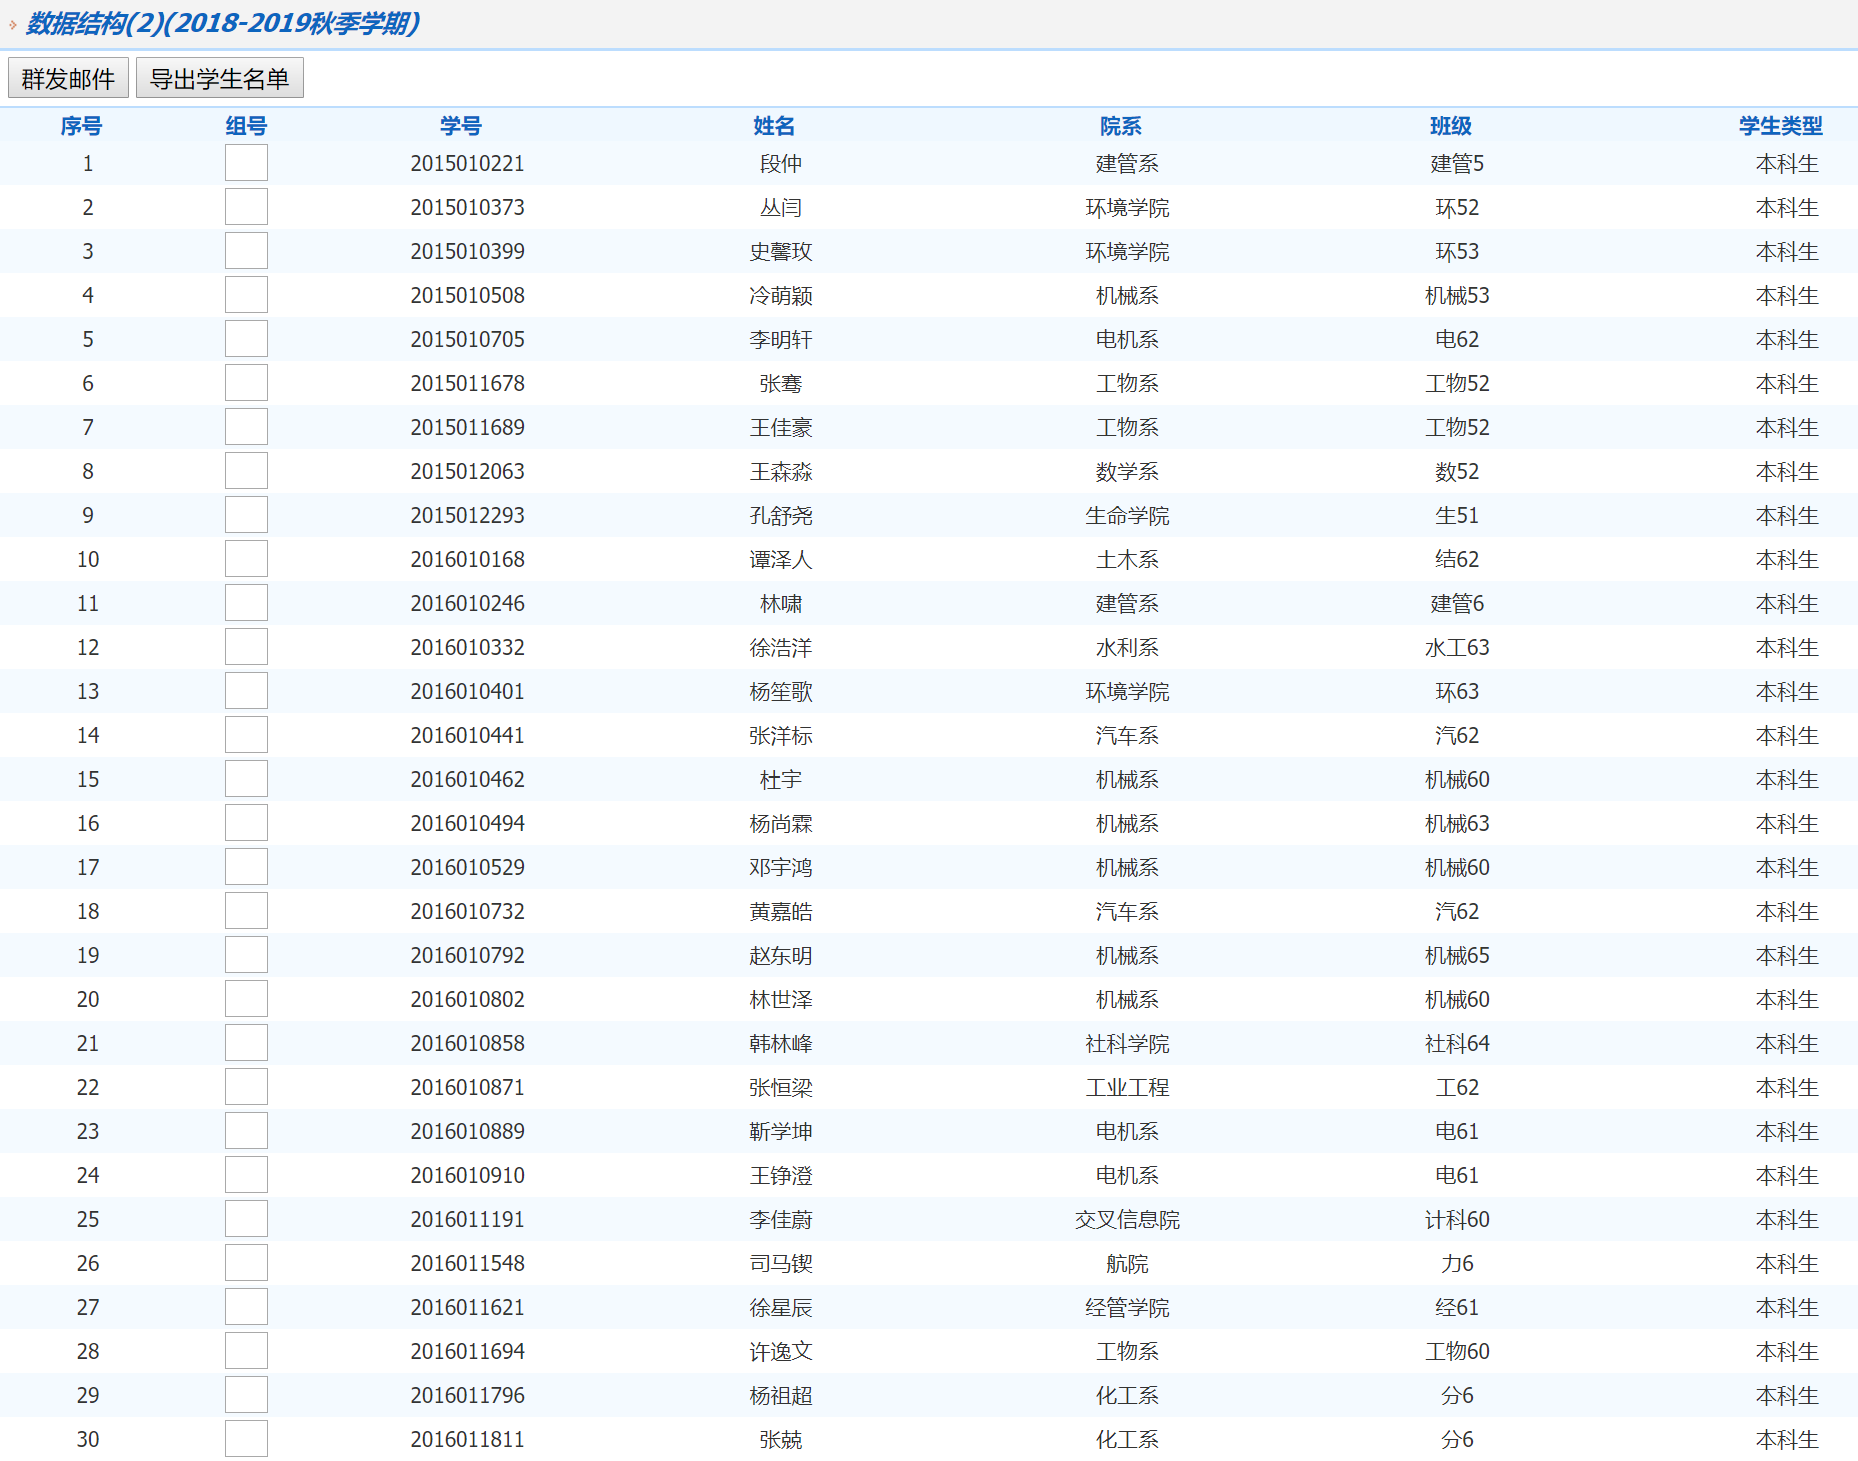 数据结构(2)(2018-2019秋季学期)
群发邮件 导出学生名单
序号 组号 学号 姓名 院系 班级 学生类型
1 2015010221 段仲 建管系 建管5 本科生
2 2015010373 丛闫 环境学院 环52 本科生
3 2015010399 史馨玫 环境学院 环53 本科生
4 2015010508 冷萌颖 机械系 机械53 本科生
5 2015010705 李明轩 电机系 电62 本科生
6 2015011678 张骞 工物系 工物52 本科生
7 2015011689 王佳豪 工物系 工物52 本科生
8 2015012063 王森淼 数学系 数52 本科生
9 2015012293 孔舒尧 生命学院 生51 本科生
10 2016010168 谭泽人 土木系 结62 本科生
11 2016010246 林啸 建管系 建管6 本科生
12 2016010332 徐浩洋 水利系 水工63 本科生
13 2016010401 杨笙歌 环境学院 环63 本科生
14 2016010441 张洋标 汽车系 汽62 本科生
15 2016010462 杜宇 机械系 机械60 本科生
16 2016010494 杨尚霖 机械系 机械63 本科生
17 2016010529 邓宇鸿 机械系 机械60 本科生
18 2016010732 黄嘉皓 汽车系 汽62 本科生
19 2016010792 赵东明 机械系 机械65 本科生
20 2016010802 林世泽 机械系 机械60 本科生
21 2016010858 韩林峰 社科学院 社科64 本科生
22 2016010871 张恒梁 工业工程 工62 本科生
23 2016010889 靳学坤 电机系 电61 本科生
24 2016010910 王铮澄 电机系 电61 本科生
25 2016011191 李佳蔚 交叉信息院 计科60 本科生
26 2016011548 司马锲 航院 力6 本科生
27 2016011621 徐星辰 经管学院 经61 本科生
28 2016011694 许逸文 工物系 工物60 本科生
29 2016011796 杨祖超 化工系 分6 本科生
30 2016011811 张兢 化工系 分6 本科生